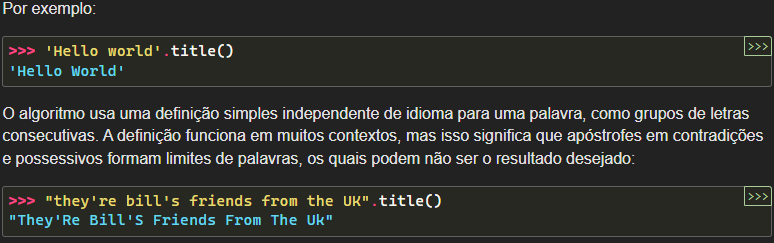 Por exemplo:
>>> 'Hello world'.title()
>>>
'Hello World'
O algoritmo usa uma definição simples independente de idioma para uma palavra, como grupos de letras
consecutivas. A definição funciona em muitos contextos, mas isso significa que apóstrofes em contradições
e possessivos formam limites de palavras, os quais podem não ser o resultado desejado:
>>> "they're bill's friends from the UK".title()
>>>
"They'Re Bill'S Friends From The Uk"